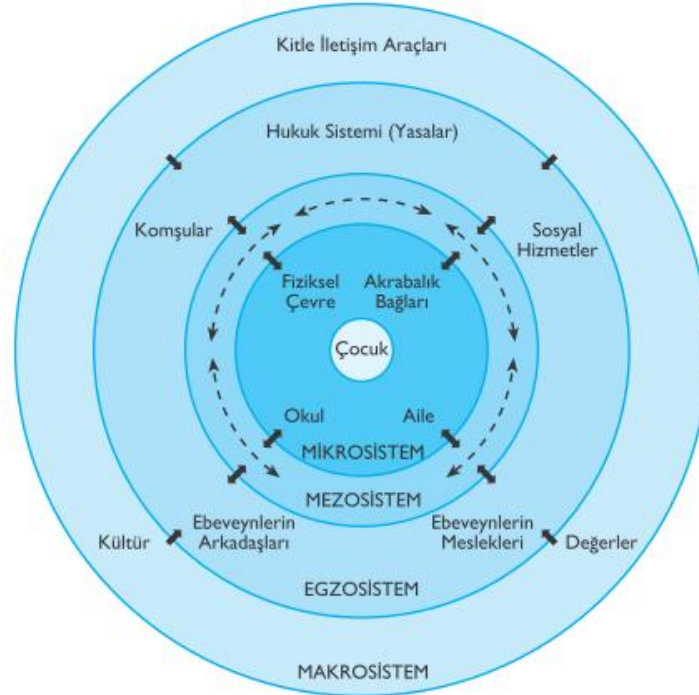 Kitle İletişim Araçları
Hukuk Sistemi (Yasalar)
Komşular
Sosyal
Hizmetler
Fiziksel
Çevre
Akrabalık
Bağları
Çocuk
Okul
Aile
MİKROSİSTEM
MEZOSİSTEM
Kültür
Ebeveynlerin
Arkadaşları
Ebeveynlerin
Meslekleri
Değerler
EGZOSİSTEM
MAKROSİSTEM